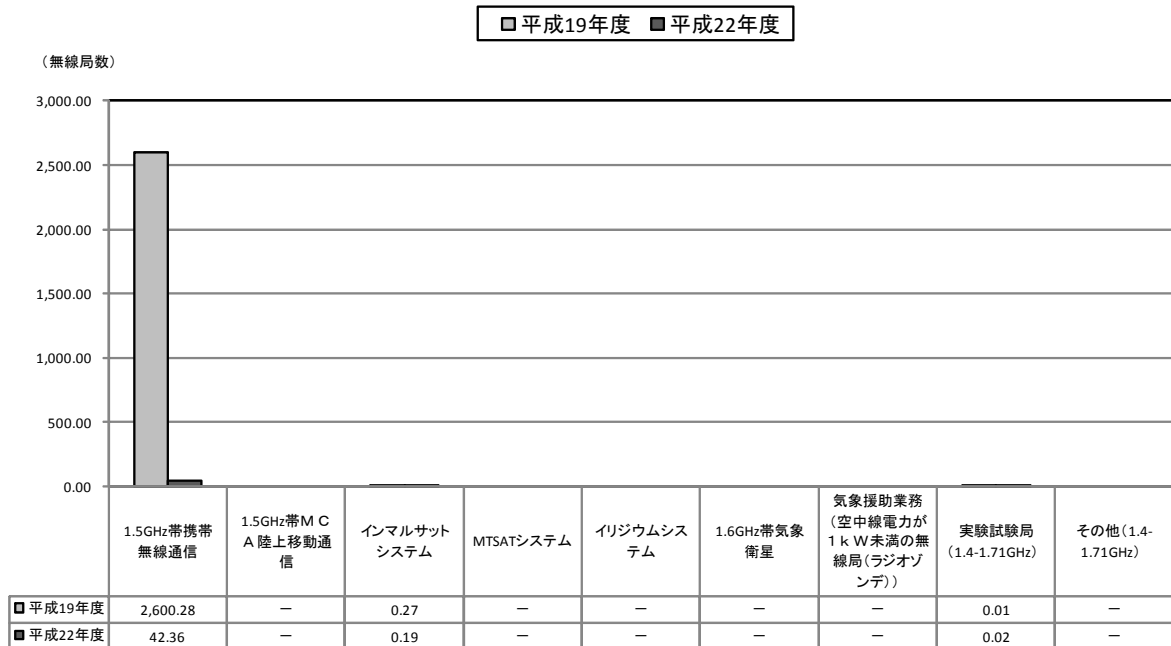 平成19年度 平成22年度
（無線局数）
3,000.00
2,500.00
2,000.00
1,500.00
1,000.00
500.00
0.00
1.5GHz帯携帯
無線通信
1.5GHz帯ＭＣ
Ａ陸上移動通
信
インマルサット
システム
MTSATシステム
イリジウムシス
テム
1.6GHz帯気象
衛星
気象援助業務
（空中線電力が
１ｋＷ未満の無
線局（ラジオゾ
ンデ））
実験試験局
（1.4-1.71GHz）
その他（1.4-
1.71GHz）
平成19年度 2,600.28 － 0.27 － － － － 0.01 －
平成22年度 42.36 － 0.19 － － － － 0.02 －